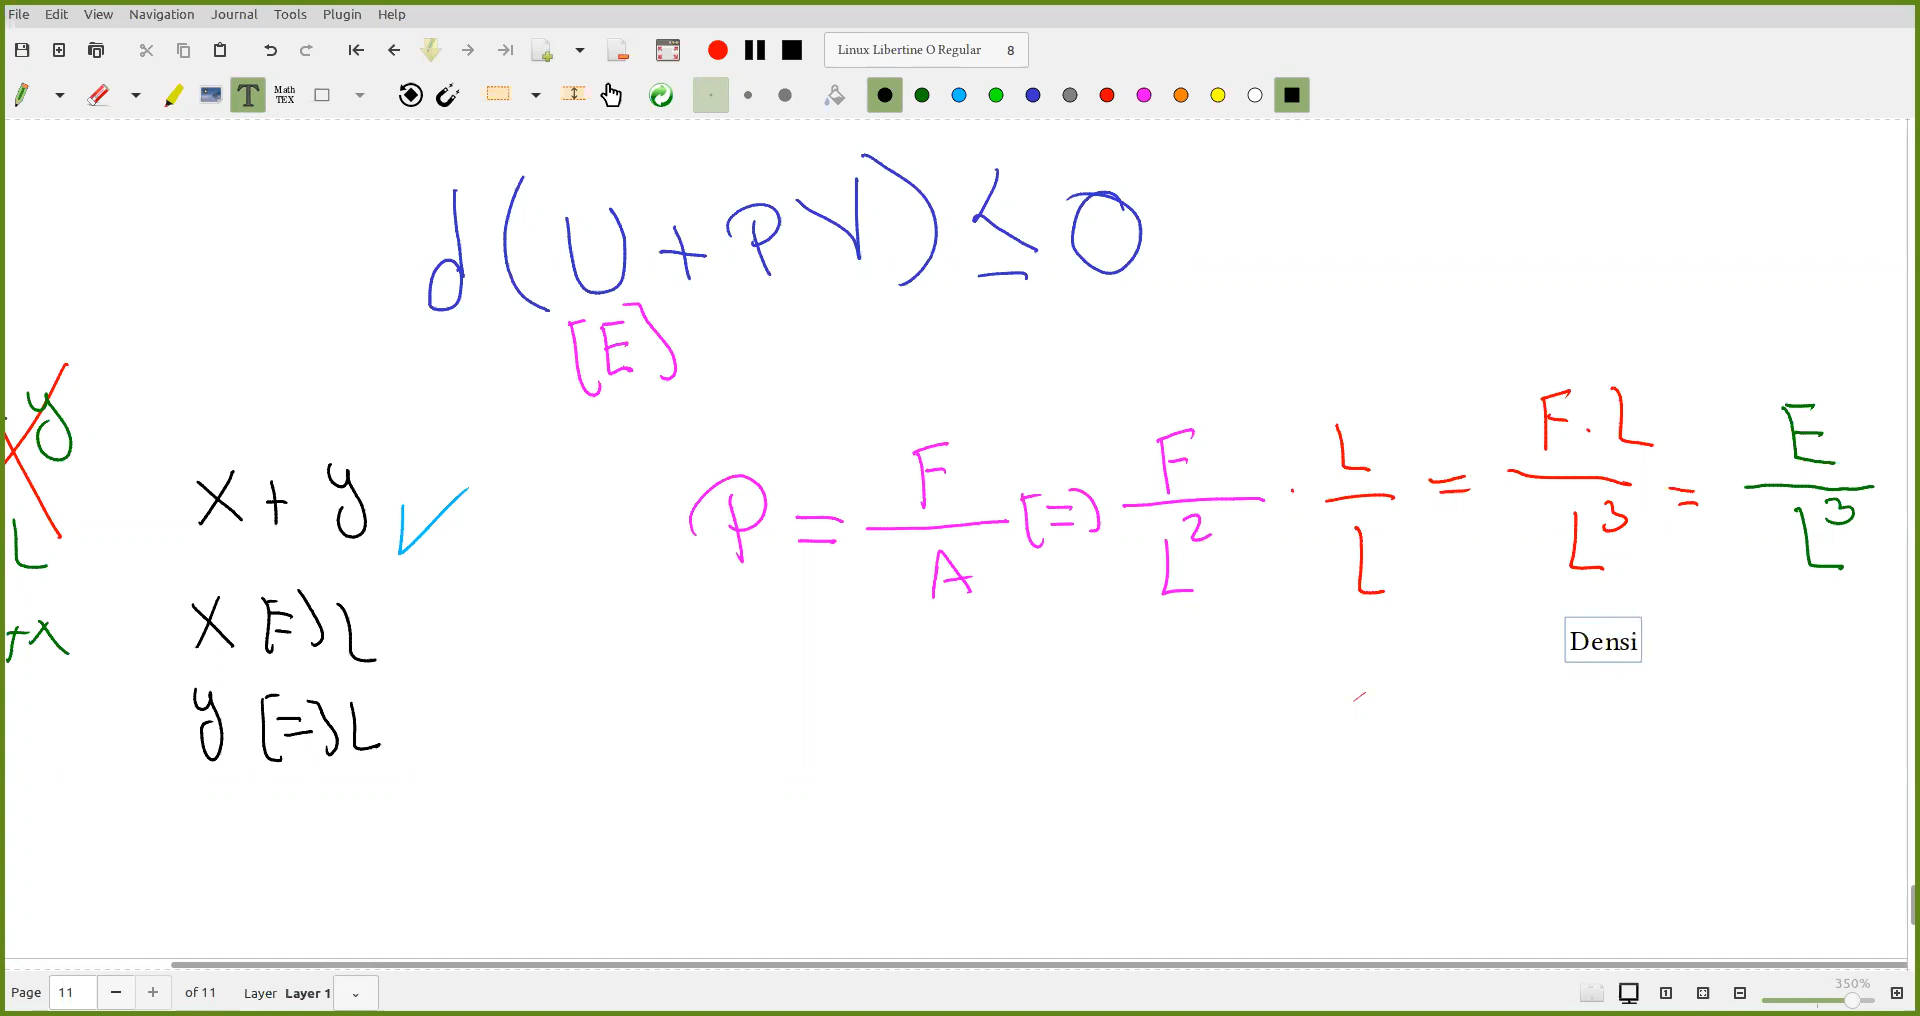 File Edit View Navigation Journal Tools Plugin Help
Linux Libertine O Regular 8
Math TEX
d(U + PV) ≤ 0
[E]
y
x + y ✓
P = F/A [=] F/L² · L/L = F·L/L³ = E/L³
L
x [=] L
+x
Densi
y [=] L
Page 11 − + of 11 Layer Layer 1
350%